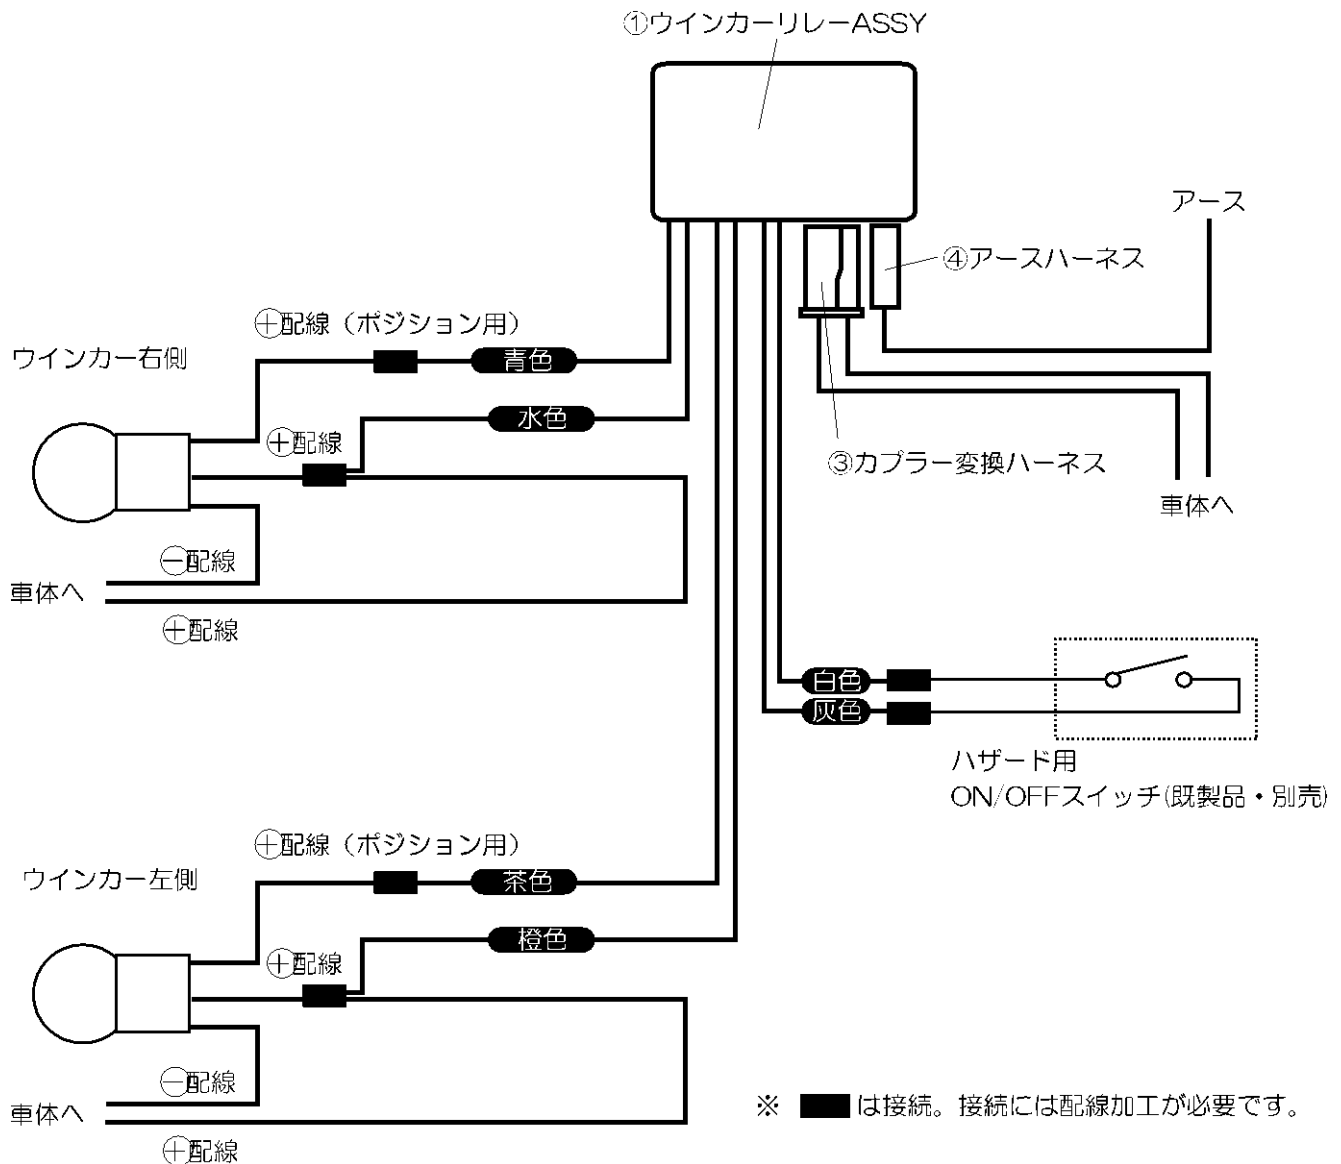 ①ウインカーリレーASSY
アース
④アースハーネス
⊕配線（ポジション用）
ウインカー右側
青色
水色
⊕配線
③カプラー変換ハーネス
車体へ
⊖配線
車体へ
⊕配線
白色
灰色
ハザード用
ON/OFFスイッチ(既製品・別売)
⊕配線（ポジション用）
ウインカー左側
茶色
橙色
⊕配線
⊖配線
車体へ
⊕配線
※ は接続。接続には配線加工が必要です。